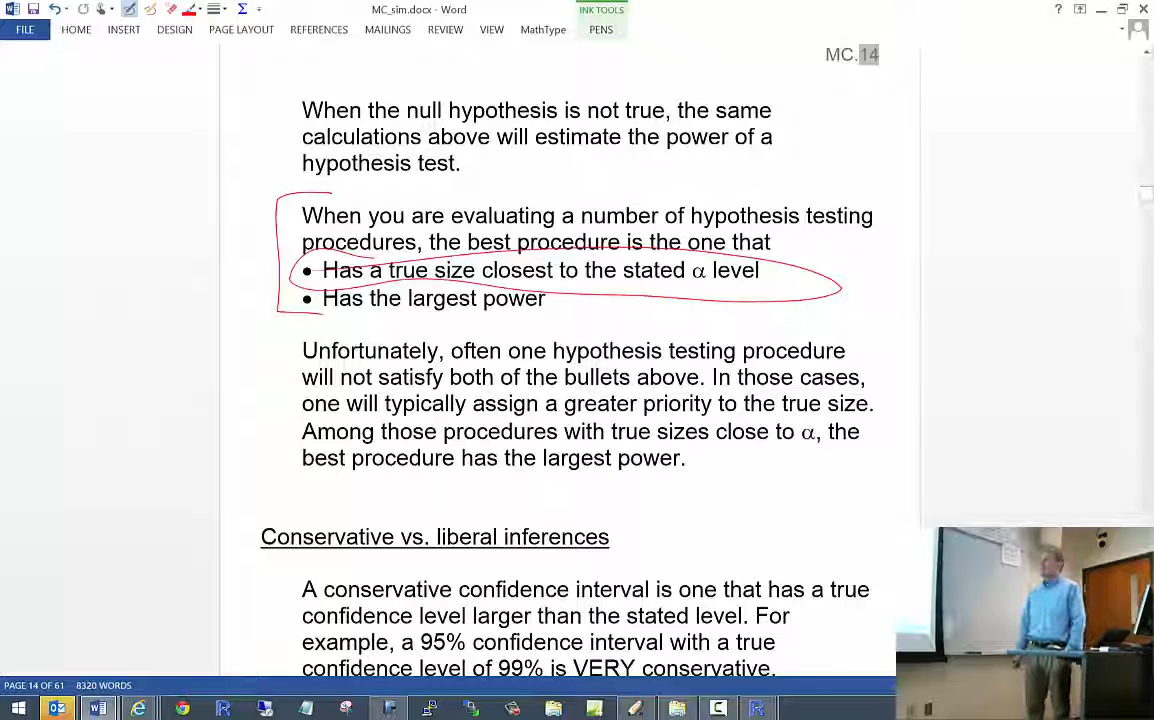 MC_sim.docx - Word
INK TOOLS
FILE
HOME
INSERT
DESIGN
PAGE LAYOUT
REFERENCES
MAILINGS
REVIEW
VIEW
MathType
PENS
MC.14
When the null hypothesis is not true, the same
calculations above will estimate the power of a
hypothesis test.
When you are evaluating a number of hypothesis testing
procedures, the best procedure is the one that
• Has a true size closest to the stated α level
• Has the largest power
Unfortunately, often one hypothesis testing procedure
will not satisfy both of the bullets above. In those cases,
one will typically assign a greater priority to the true size.
Among those procedures with true sizes close to α, the
best procedure has the largest power.
Conservative vs. liberal inferences
A conservative confidence interval is one that has a true
confidence level larger than the stated level. For
example, a 95% confidence interval with a true
confidence level of 99% is VERY conservative.
PAGE 14 OF 61
8320 WORDS